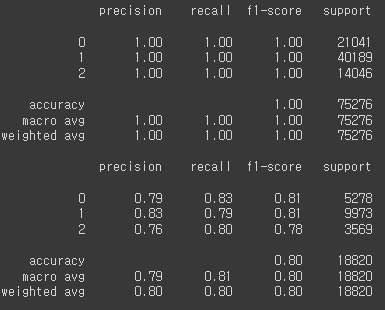 precision recall f1-score support
0 1.00 1.00 1.00 21041
1 1.00 1.00 1.00 40189
2 1.00 1.00 1.00 14046
accuracy 1.00 75276
macro avg 1.00 1.00 1.00 75276
weighted avg 1.00 1.00 1.00 75276
precision recall f1-score support
0 0.79 0.83 0.81 5278
1 0.83 0.79 0.81 9973
2 0.76 0.80 0.78 3569
accuracy 0.80 18820
macro avg 0.79 0.81 0.80 18820
weighted avg 0.80 0.80 0.80 18820